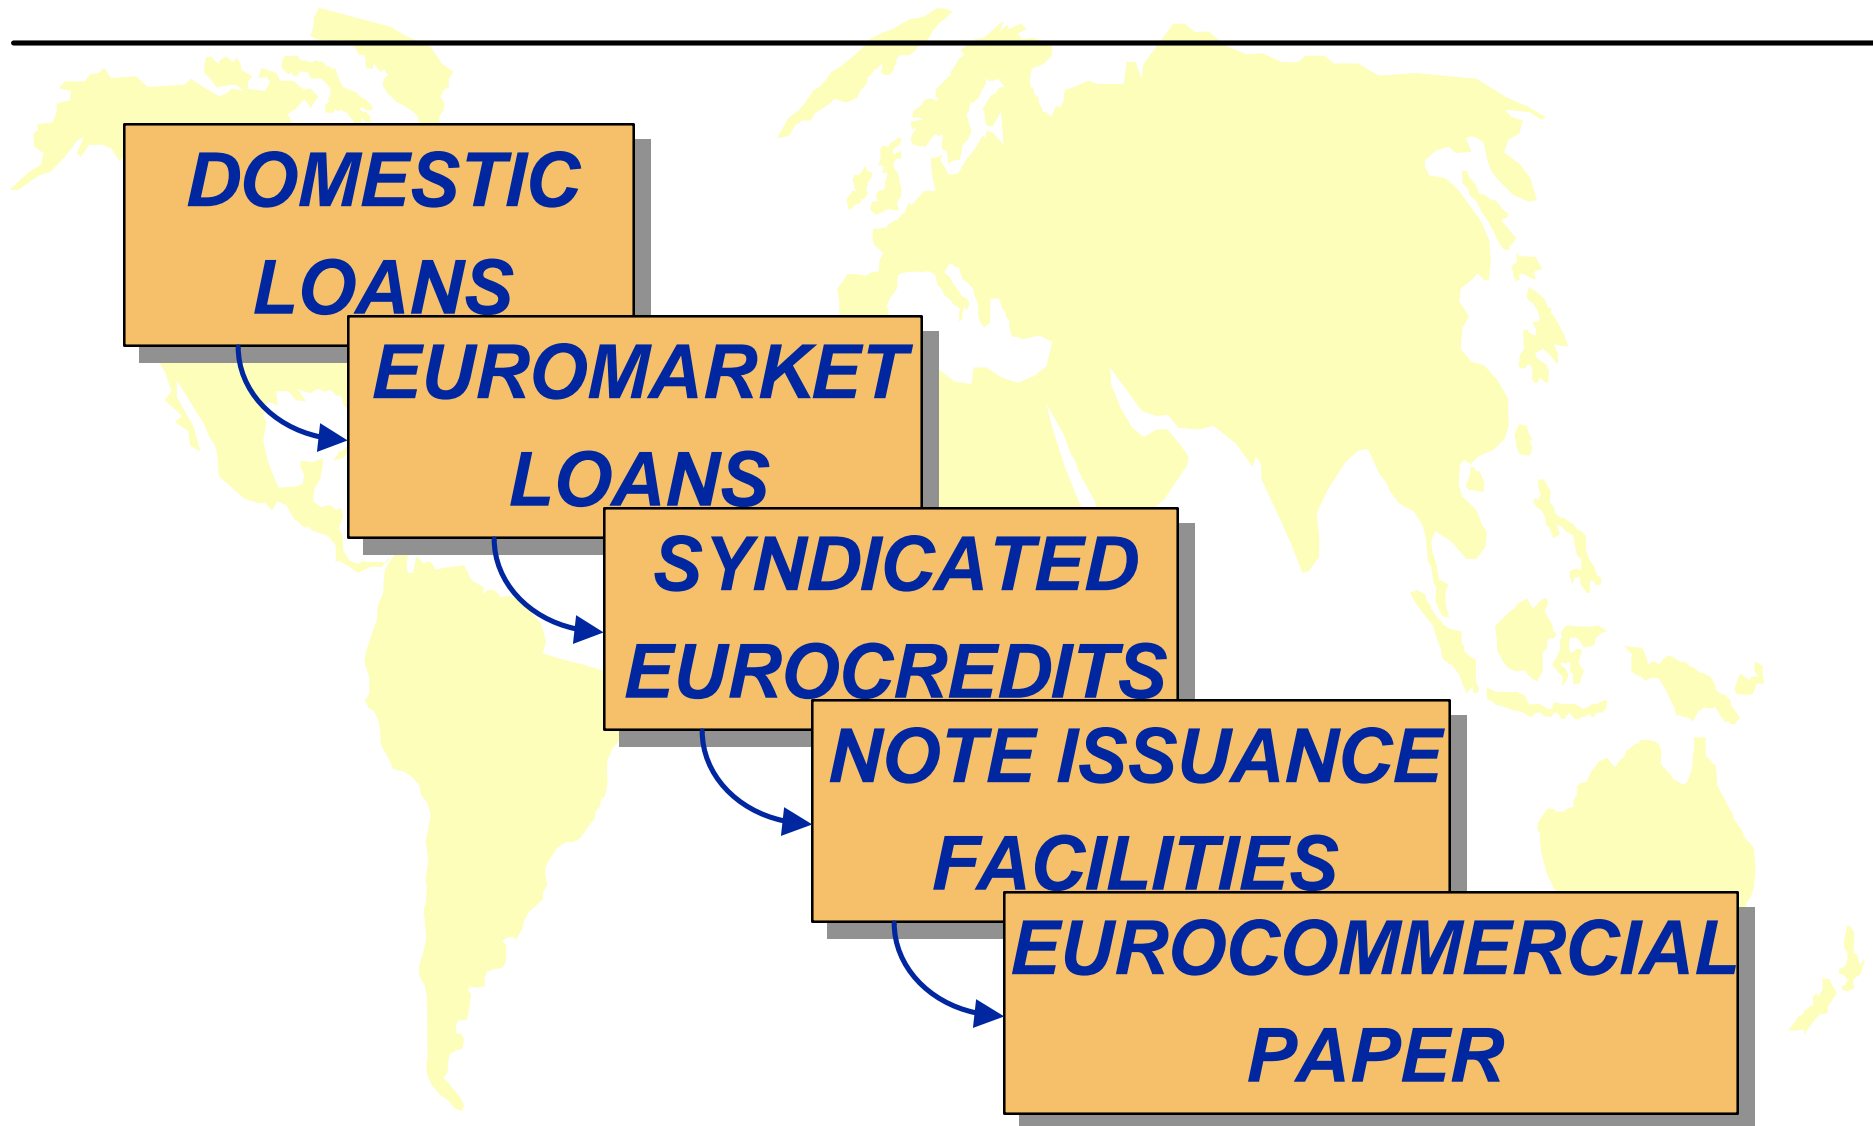 DOMESTIC
LOANS
EUROMARKET
LOANS
SYNDICATED
EUROCREDITS
NOTE ISSUANCE
FACILITIES
EUROCOMMERCIAL
PAPER